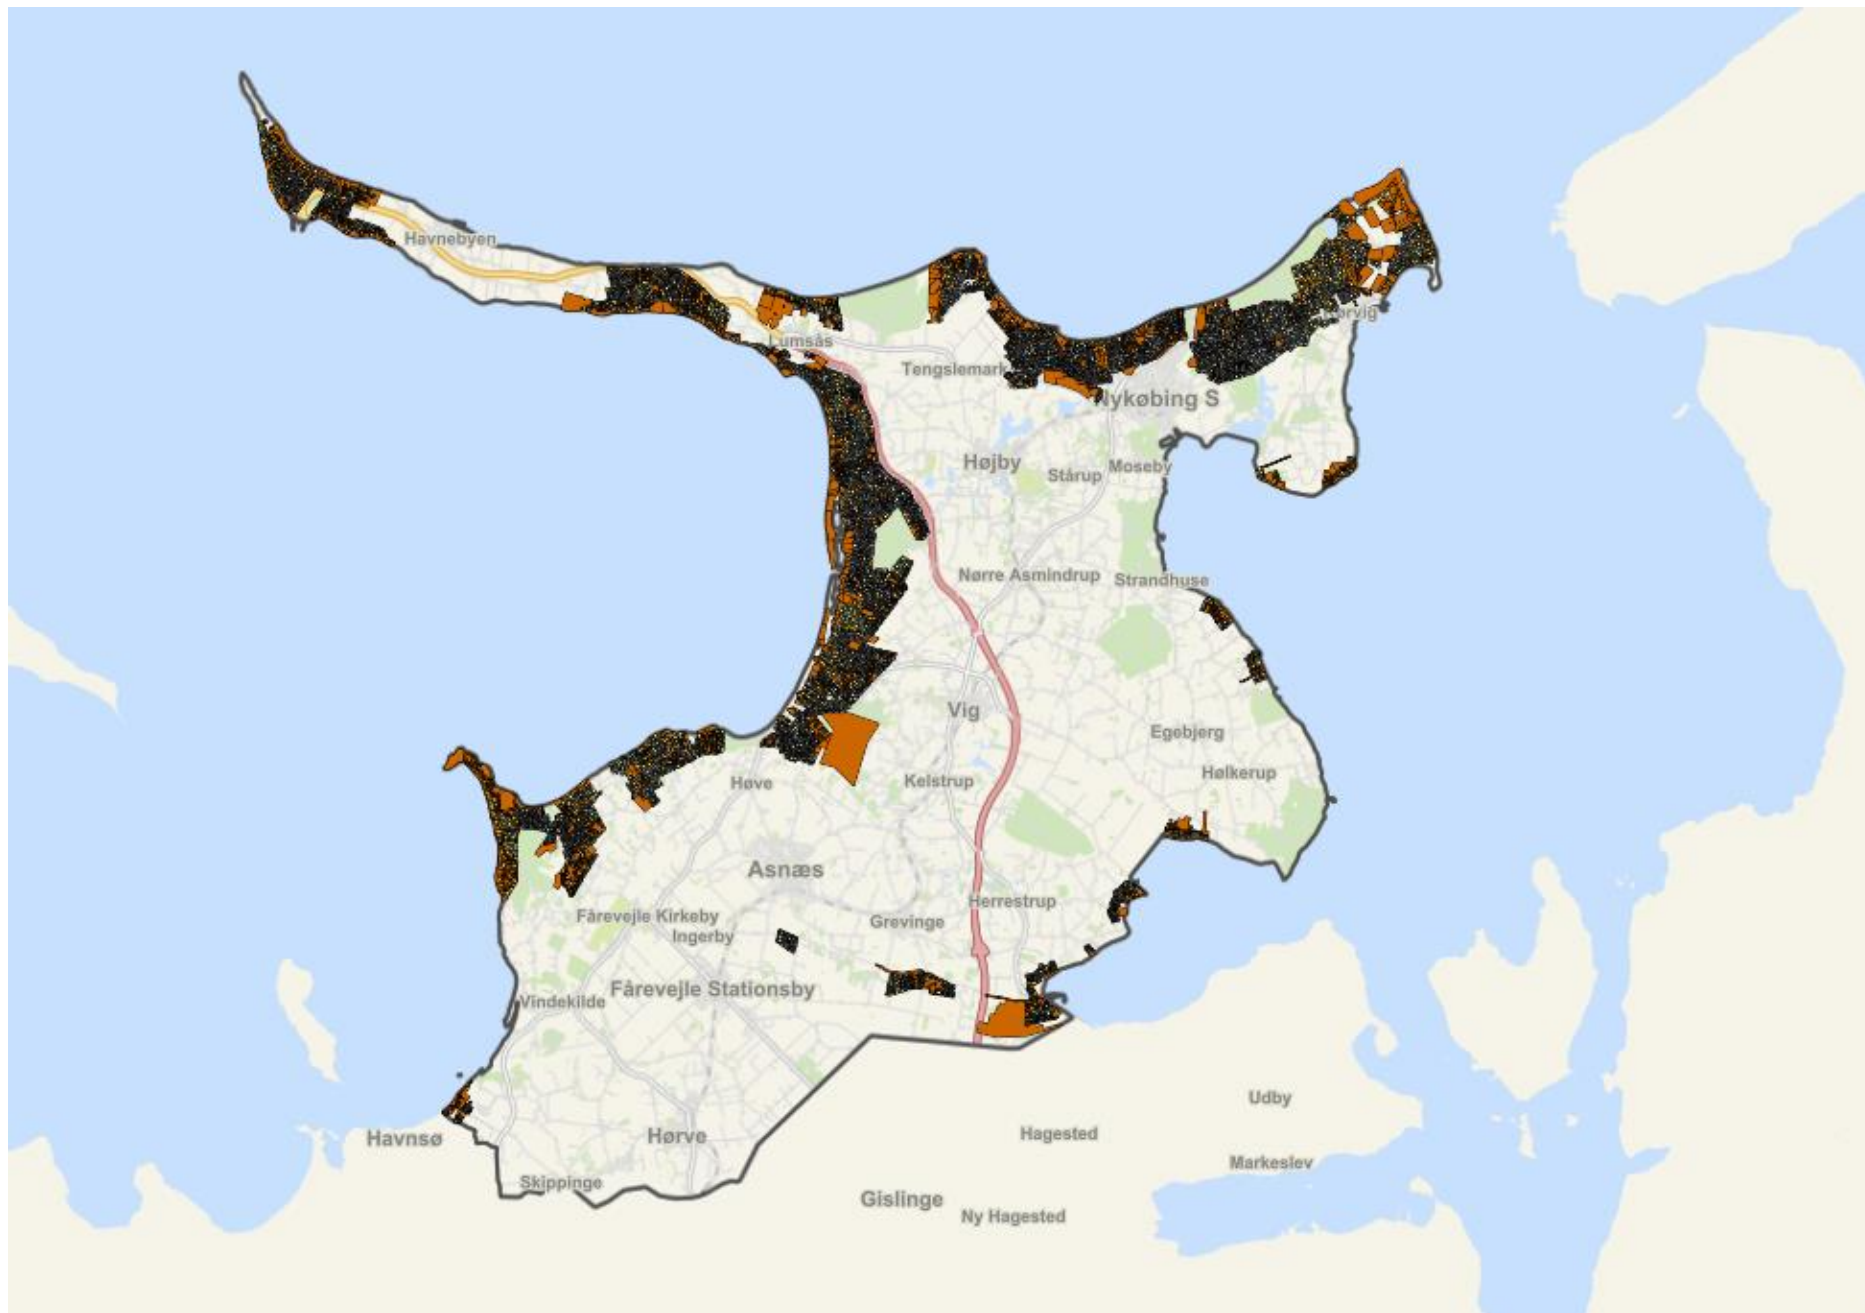 Havnebyen
Lumsås
Tengslemark
Nykøbing S
Højby
Stårup
Moseby
Nørre Asmindrup
Strandhuse
Vig
Egebjerg
Høve
Kelstrup
Hølkerup
Asnæs
Herrestrup
Fårevejle Kirkeby
Grevinge
Ingerby
Fårevejle Stationsby
Vindekilde
Udby
Havnsø
Hørve
Hagested
Markeslev
Skippinge
Gislinge
Ny Hagested